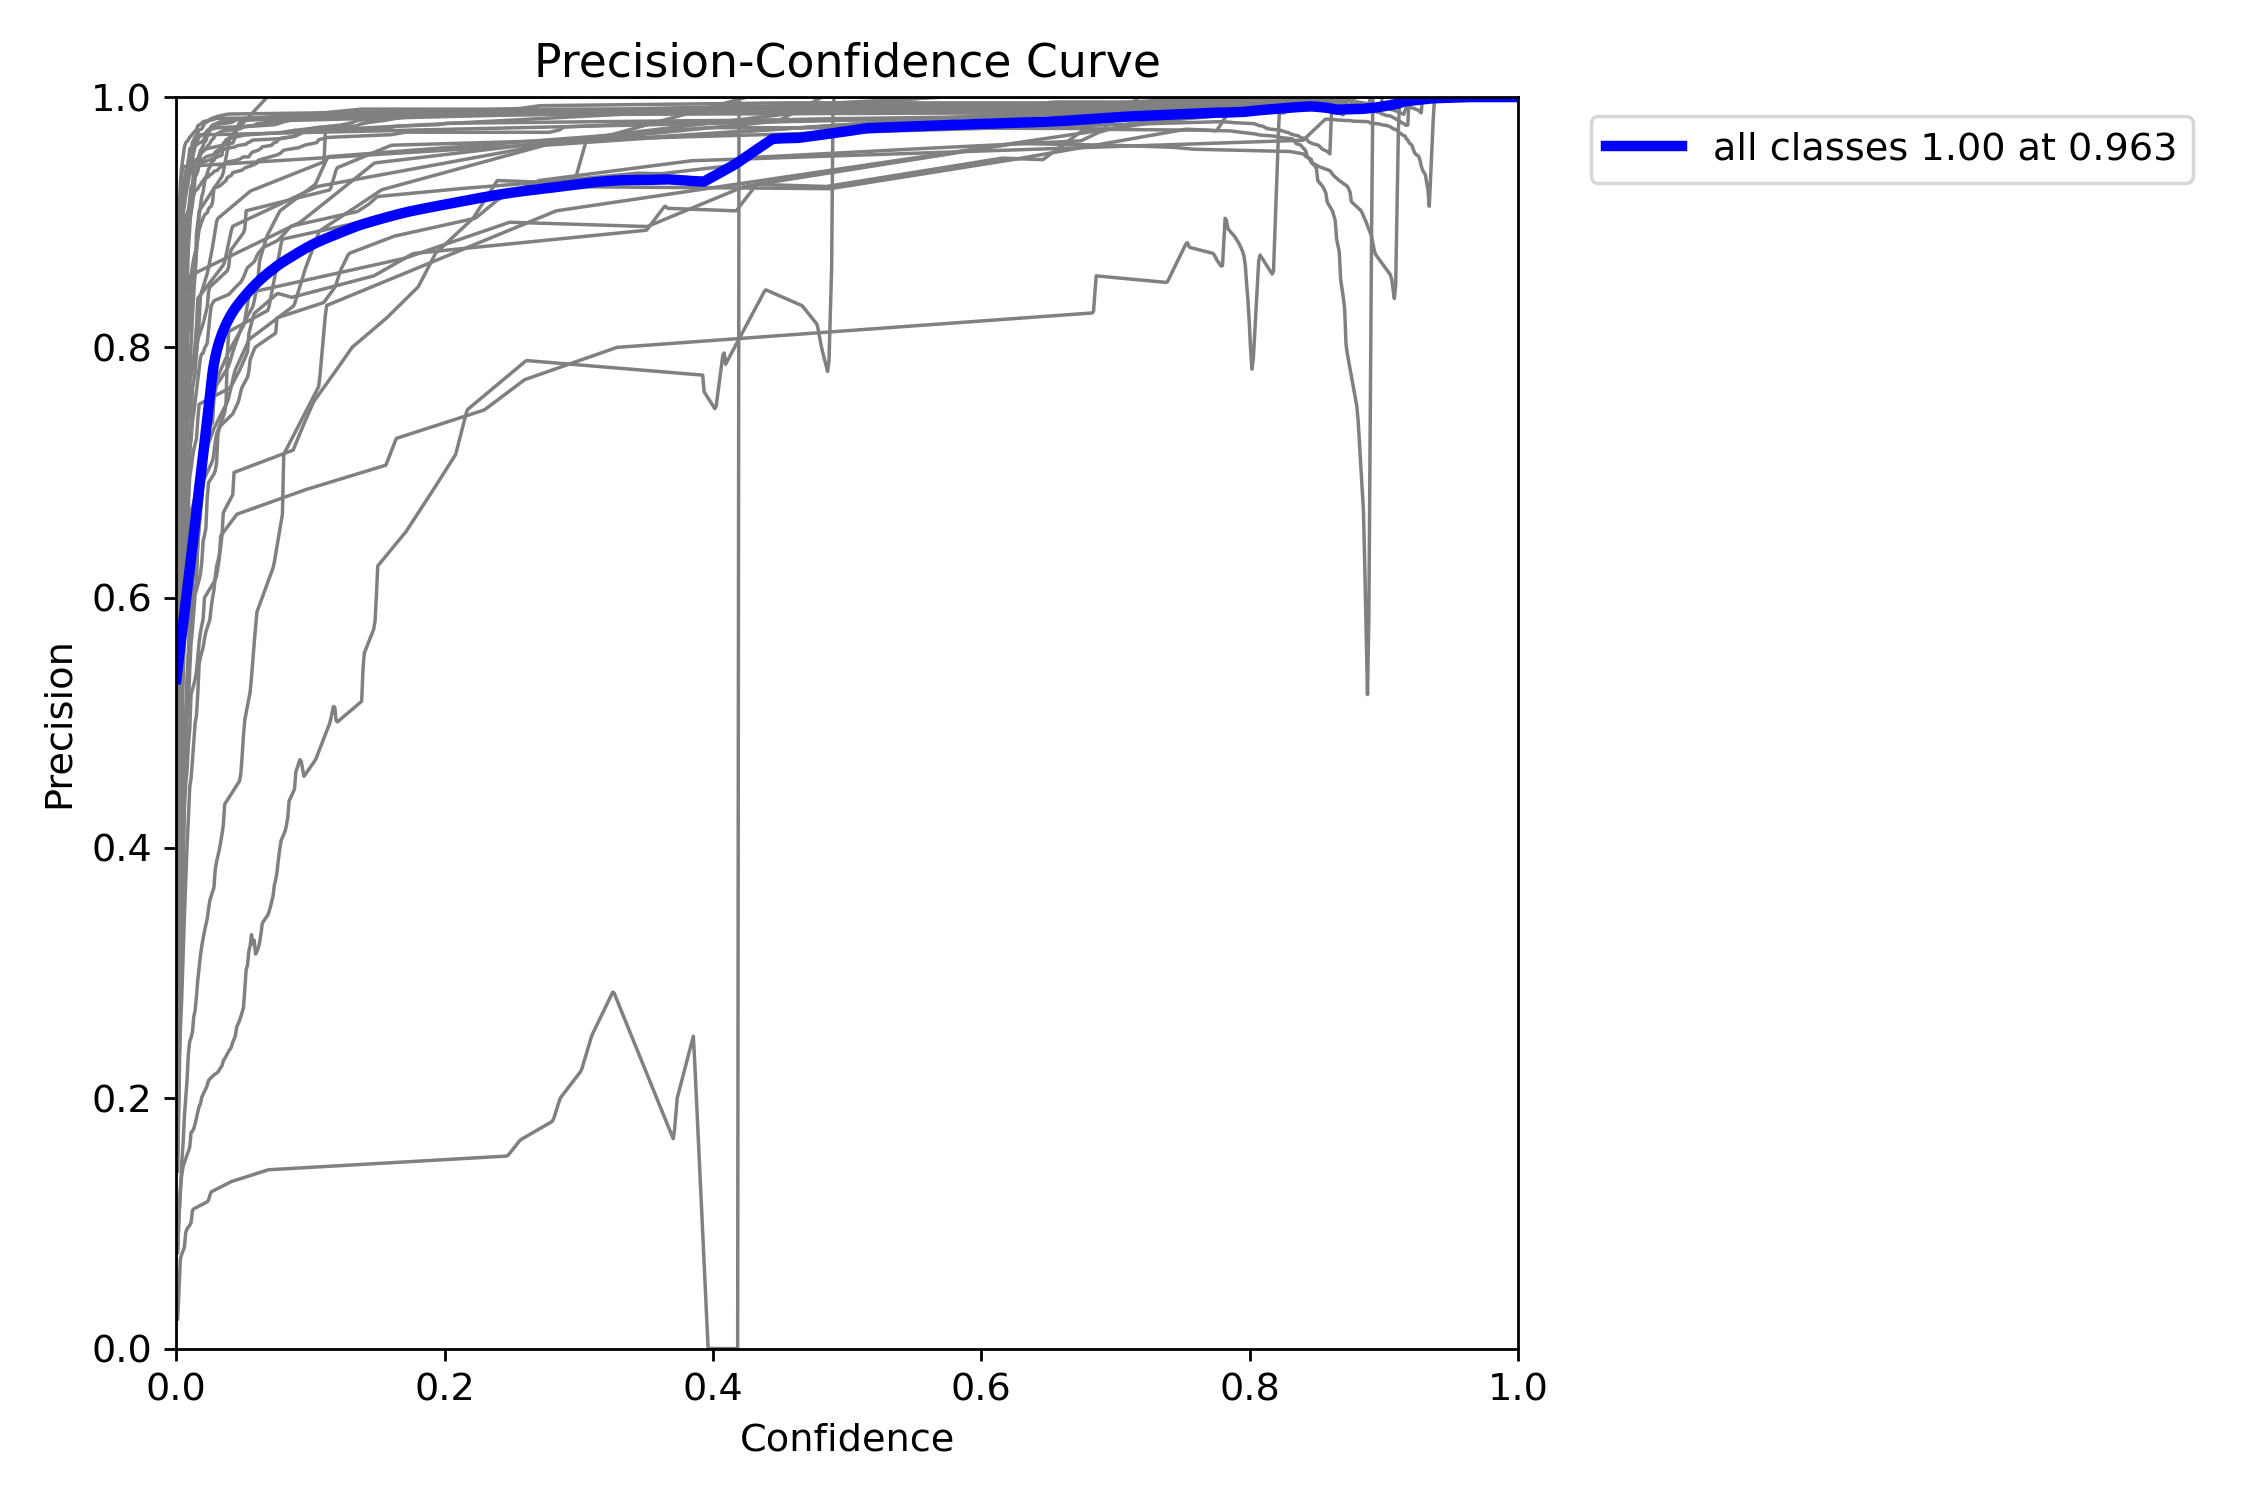 Precision-Confidence Curve
all classes 1.00 at 0.963
Precision
1.0
0.8
0.6
0.4
0.2
0.0
0.0 0.2 0.4 0.6 0.8 1.0
Confidence